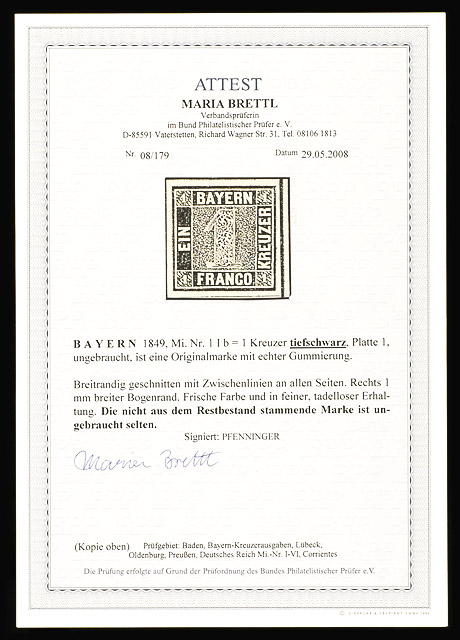 ATTEST
MARIA BRETTL
Verbandsprüferin
im Bund Philatelistischer Prüfer e. V.
D-85591 Vaterstetten, Richard Wagner Str. 31, Tel. 08106 1813
Nr. 08/179 Datum 29.05.2008
BAYERN
EIN 1 KREUZER
FRANCO.
BAYERN 1849, Mi. Nr. 1 I b = 1 Kreuzer tiefschwarz, Platte 1,
ungebraucht, ist eine Originalmarke mit echter Gummierung.
Breitrandig geschnitten mit Zwischenlinien an allen Seiten. Rechts 1
mm breiter Bogenrand. Frische Farbe und in feiner, tadelloser Erhal-
tung. Die nicht aus dem Restbestand stammende Marke ist un-
gebraucht selten.
Signiert: PFENNINGER
Maria Brettl
(Kopie oben) Prüfgebiet: Baden, Bayern-Kreuzerausgaben, Lübeck,
Oldenburg, Preußen, Deutsches Reich Mi.-Nr. I-VI, Corrientes
Die Prüfung erfolgte auf Grund der Prüfordnung des Bundes Philatelistischer Prüfer e.V.